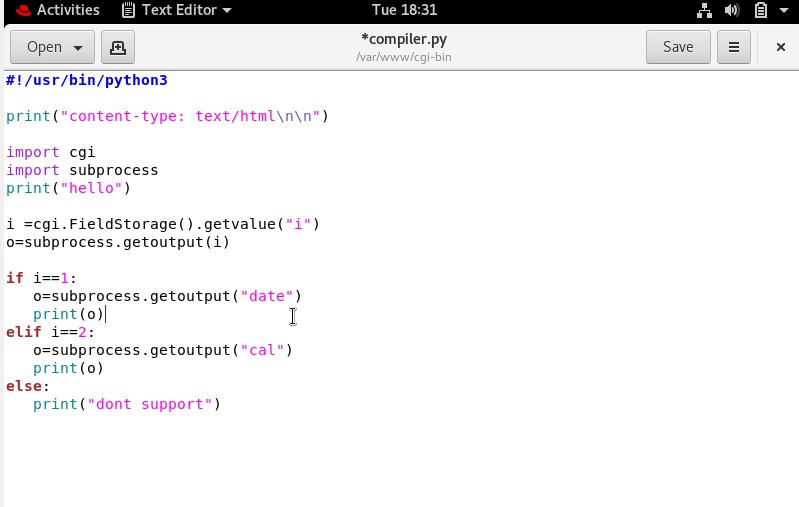 Activities Text Editor Tue 18:31
Open *compiler.py Save
/var/www/cgi-bin
#!/usr/bin/python3
print("content-type: text/html\n\n")
import cgi
import subprocess
print("hello")
i =cgi.FieldStorage().getvalue("i")
o=subprocess.getoutput(i)
if i==1:
   o=subprocess.getoutput("date")
   print(o)
elif i==2:
   o=subprocess.getoutput("cal")
   print(o)
else:
   print("dont support")